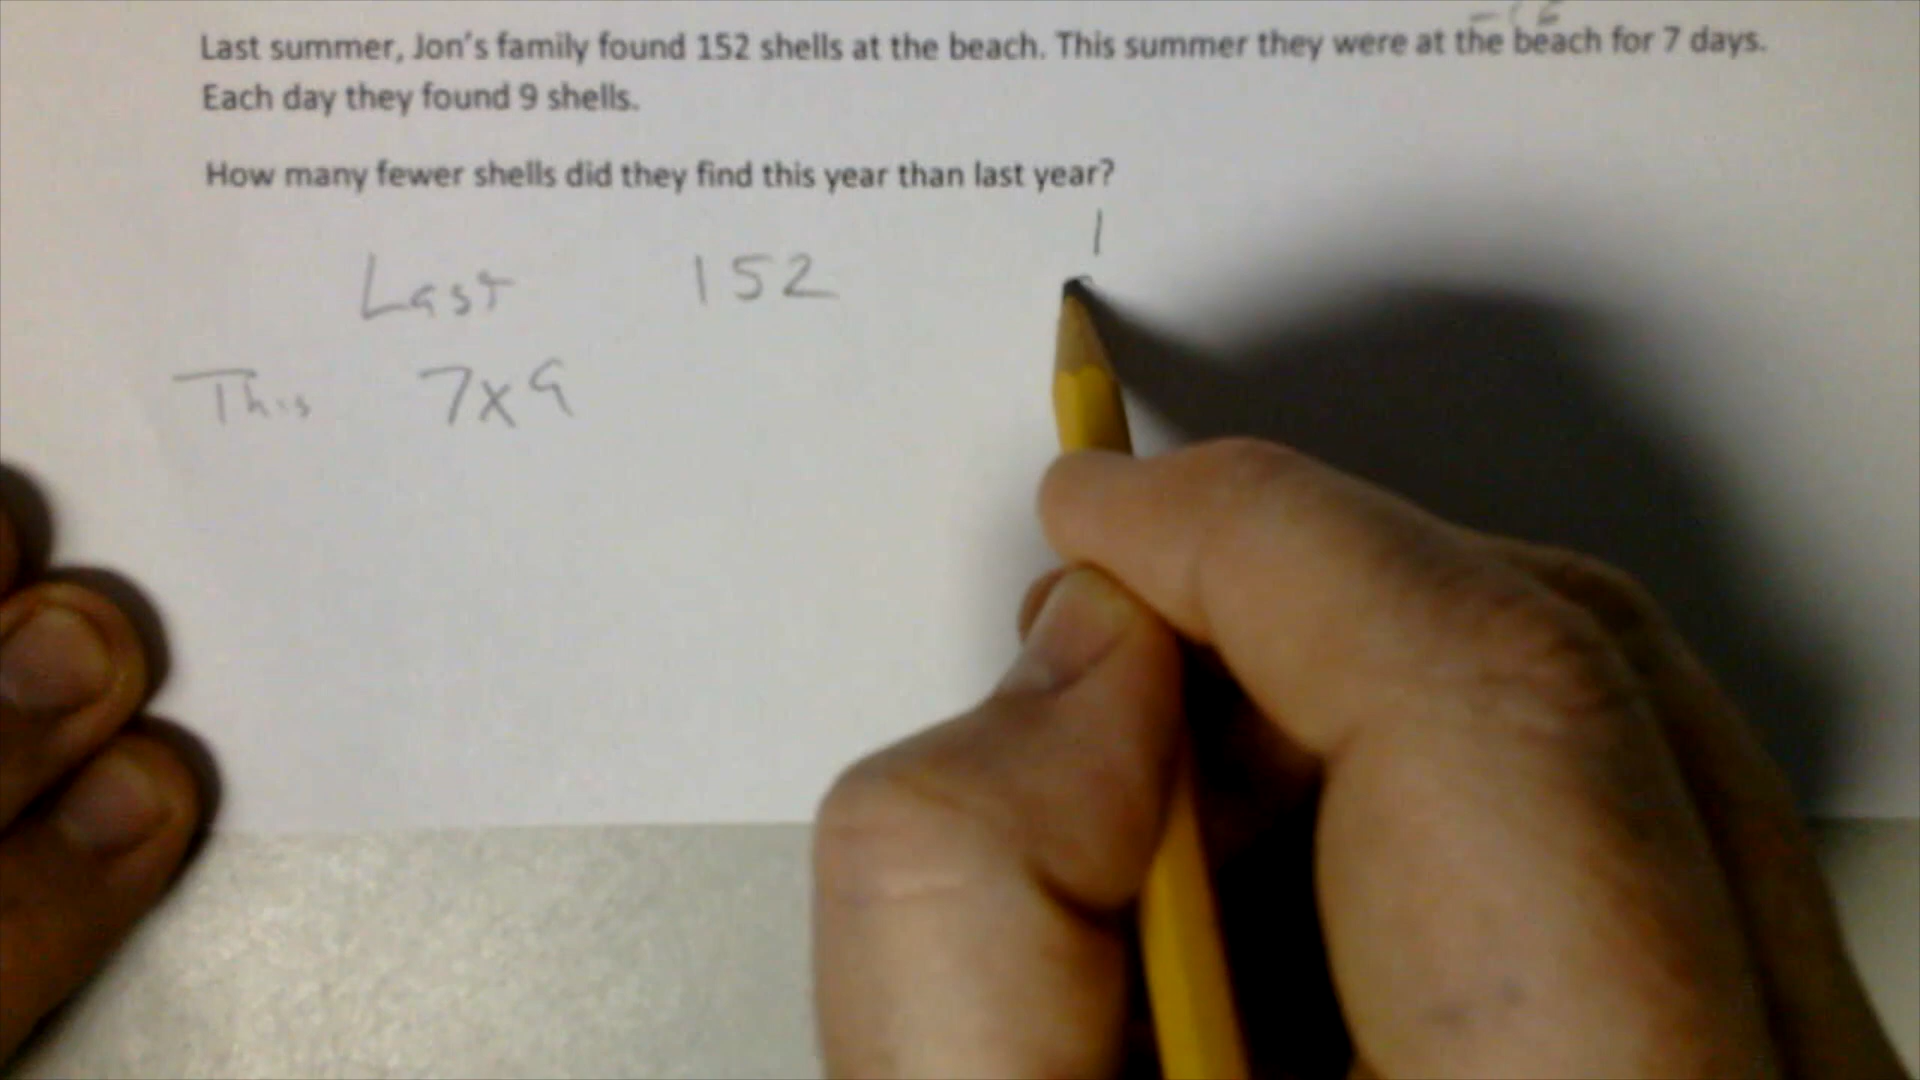 Last summer, Jon's family found 152 shells at the beach. This summer they were at the beach for 7 days.
Each day they found 9 shells.
How many fewer shells did they find this year than last year?
1
Last 152
This 7x9